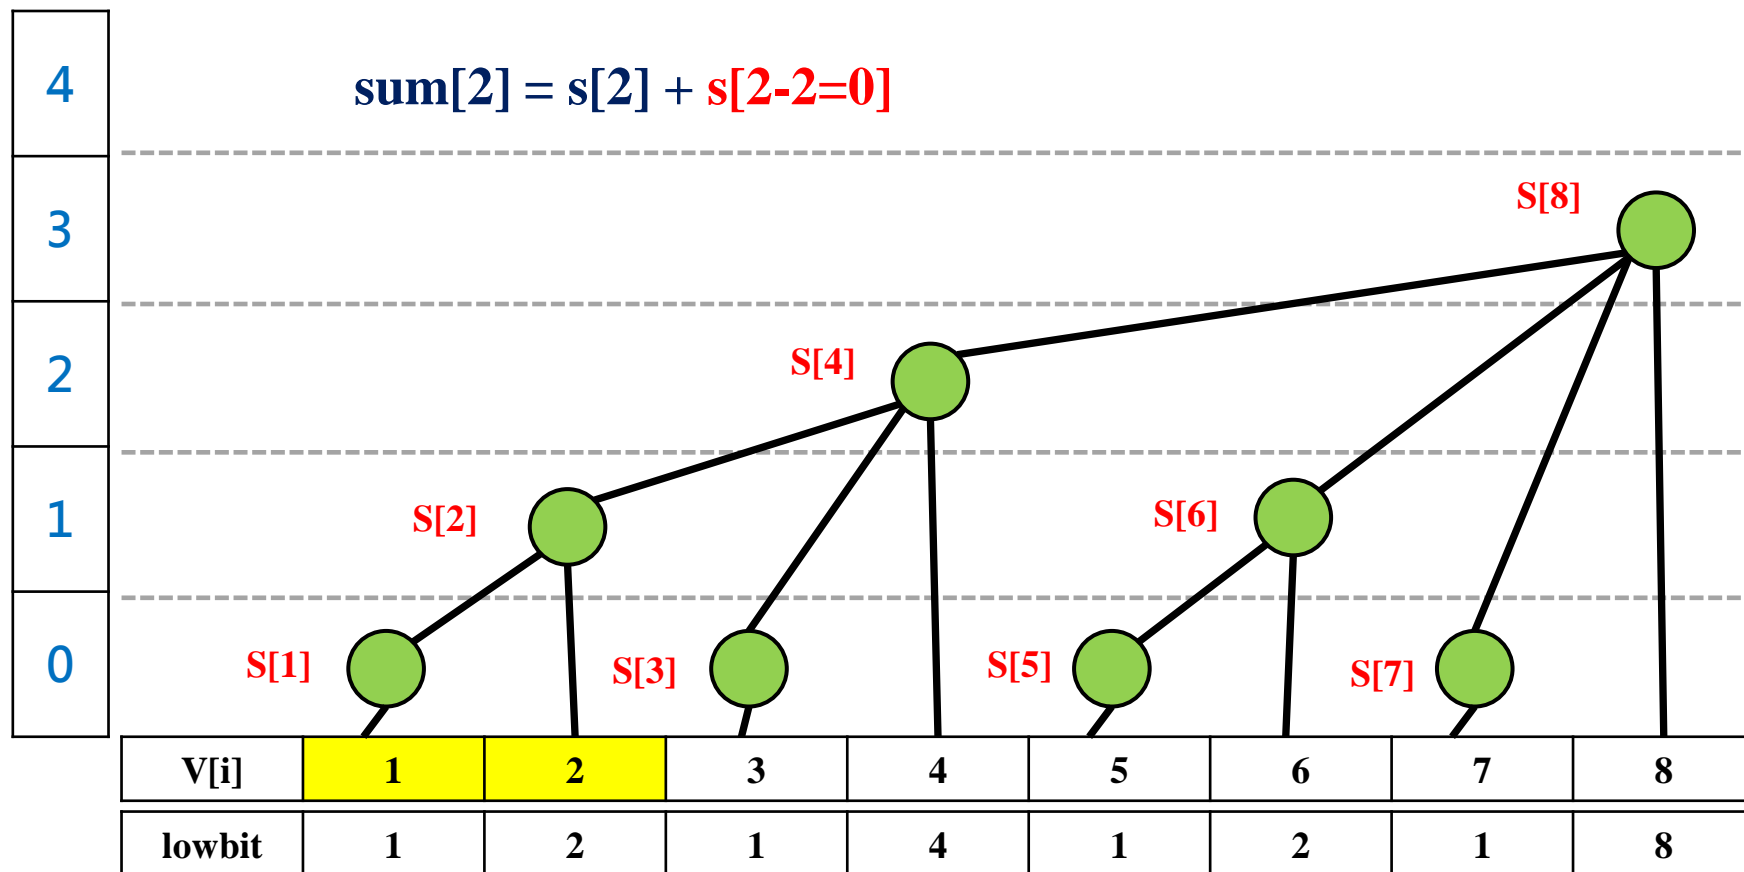 4
sum[2] = s[2] + s[2-2=0]
3
S[8]
2
S[4]
1
S[2]
S[6]
0
S[1]
S[3]
S[5]
S[7]
V[i] 1 2 3 4 5 6 7 8
lowbit 1 2 1 4 1 2 1 8